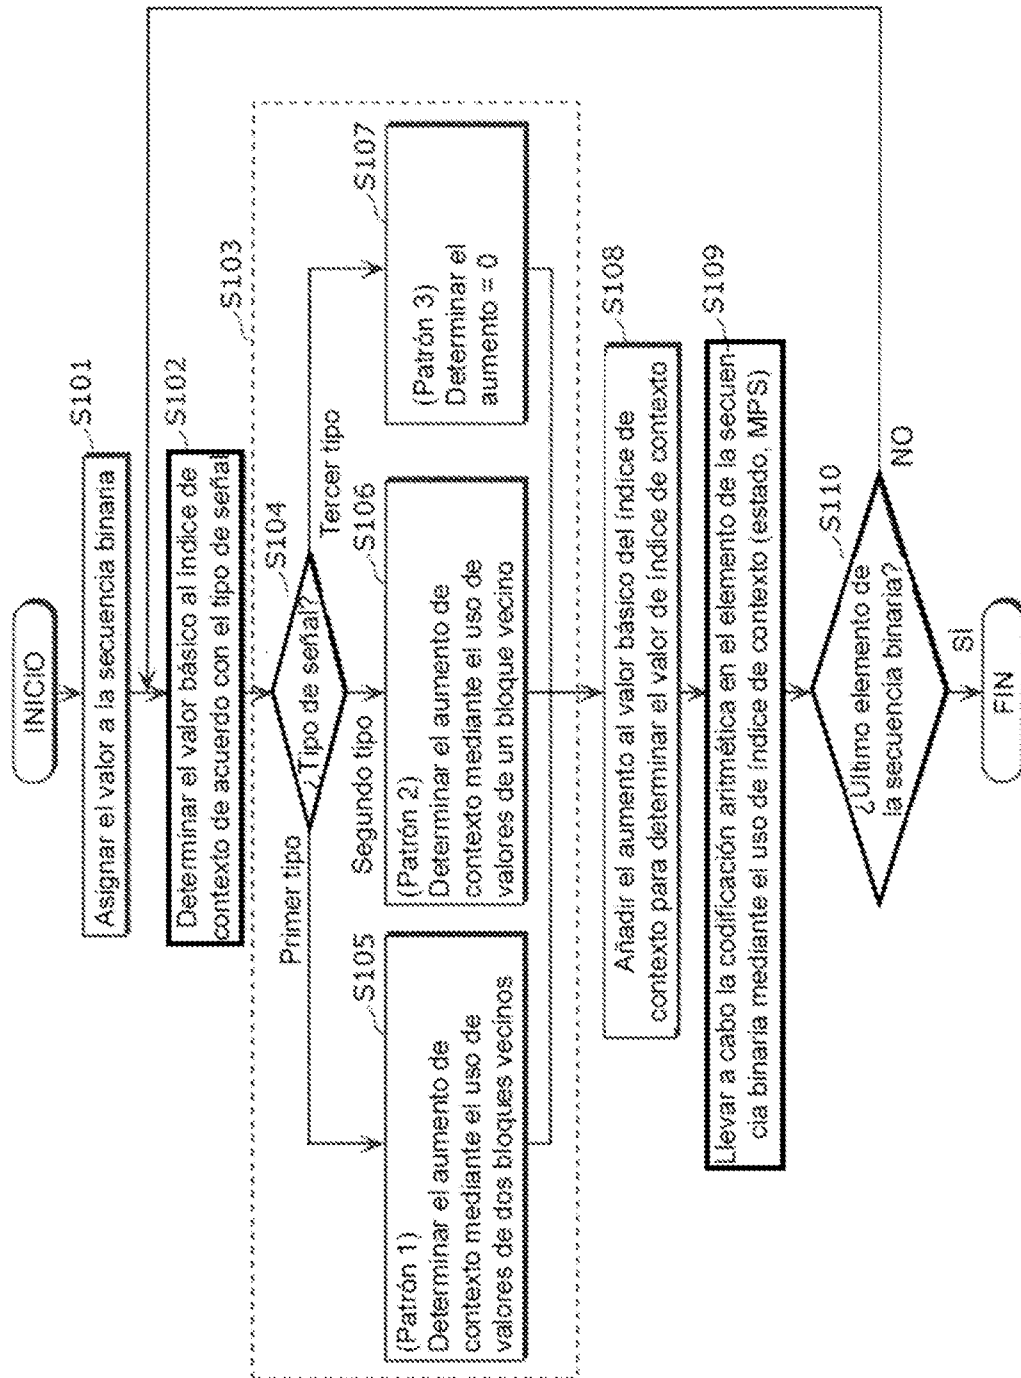 INICIO
S101
Asignar el valor a la secuencia binaria
S102
Determinar el valor básico al índice de
contexto de acuerdo con el tipo de señal
S103
S104
¿Tipo de señal?
Primer tipo
Segundo tipo
Tercer tipo
S105
(Patrón 1)
Determinar el aumento de
contexto mediante el uso de
valores de dos bloques vecinos
S106
(Patrón 2)
Determinar el aumento de
contexto mediante el uso de
valores de un bloque vecino
S107
(Patrón 3)
Determinar el
aumento = 0
S108
Añadir el aumento al valor básico del índice de
contexto para determinar el valor de índice de contexto
S109
Llevar a cabo la codificación aritmética en el elemento de la secuen-
cia binaria mediante el uso de índice de contexto (estado, MPS)
S110
¿Último elemento de
la secuencia binaria?
NO
SÍ
FIN